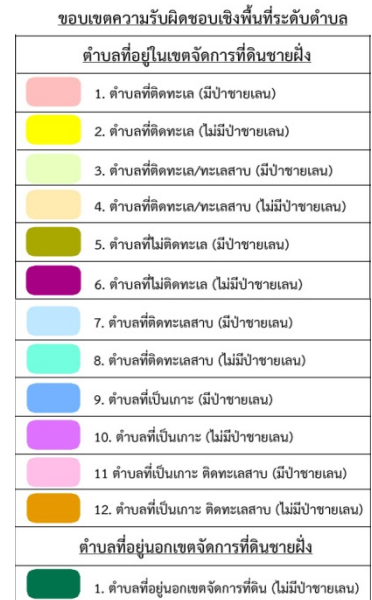 ขอบเขตความรับผิดชอบเชิงพื้นที่ระดับตำบล
ตำบลที่อยู่ในเขตจัดการที่ดินชายฝั่ง
1. ตำบลที่ติดทะเล (มีป่าชายเลน)
2. ตำบลที่ติดทะเล (ไม่มีป่าชายเลน)
3. ตำบลที่ติดทะเล/ทะเลสาบ (มีป่าชายเลน)
4. ตำบลที่ติดทะเล/ทะเลสาบ (ไม่มีป่าชายเลน)
5. ตำบลที่ไม่ติดทะเล (มีป่าชายเลน)
6. ตำบลที่ไม่ติดทะเล (ไม่มีป่าชายเลน)
7. ตำบลที่ติดทะเลสาบ (มีป่าชายเลน)
8. ตำบลที่ติดทะเลสาบ (ไม่มีป่าชายเลน)
9. ตำบลที่เป็นเกาะ (มีป่าชายเลน)
10. ตำบลที่เป็นเกาะ (ไม่มีป่าชายเลน)
11 ตำบลที่เป็นเกาะ ติดทะเลสาบ (มีป่าชายเลน)
12. ตำบลที่เป็นเกาะ ติดทะเลสาบ (ไม่มีป่าชายเลน)
ตำบลที่อยู่นอกเขตจัดการที่ดินชายฝั่ง
1. ตำบลที่อยู่นอกเขตจัดการที่ดิน (ไม่มีป่าชายเลน)